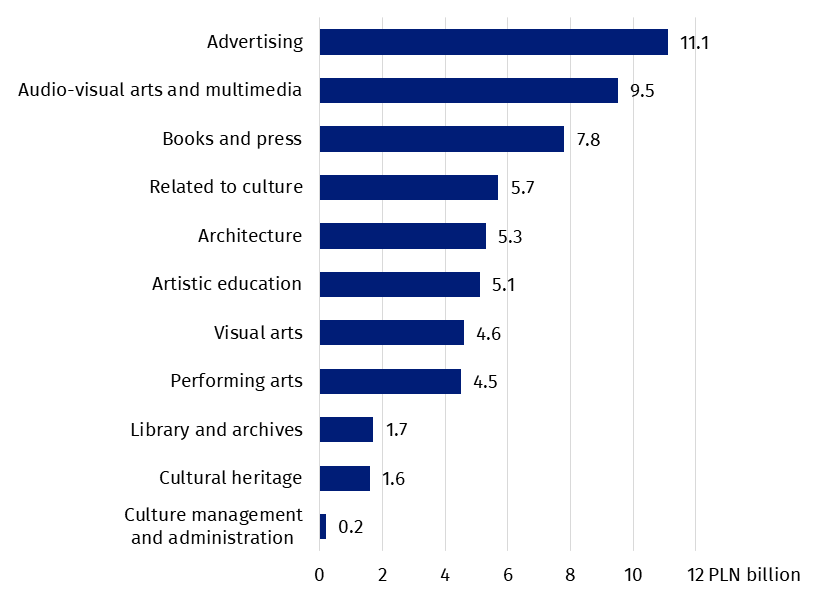 Advertising 11.1
Audio-visual arts and multimedia 9.5
Books and press 7.8
Related to culture 5.7
Architecture 5.3
Artistic education 5.1
Visual arts 4.6
Performing arts 4.5
Library and archives 1.7
Cultural heritage 1.6
Culture management
and administration 0.2
0 2 4 6 8 10 12 PLN billion